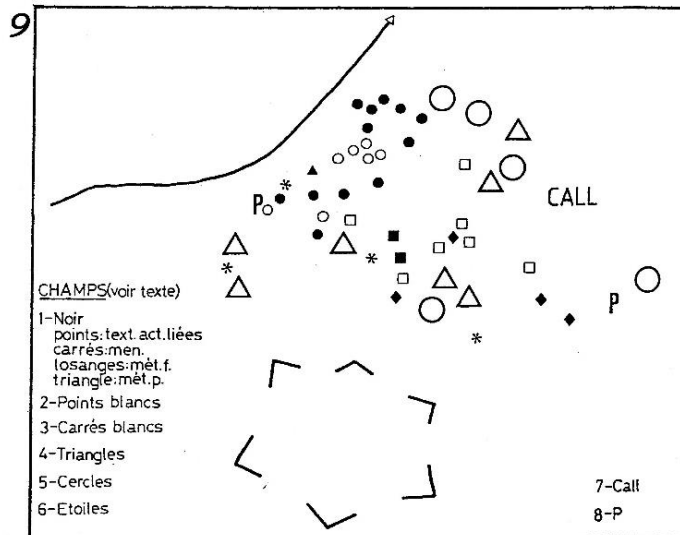 9
P
CALL
P
CHAMPS(voir texte)
1-Noir
points:text.act.liées
carrés:men.
losanges:mét.f.
triangle:mét.p.
2-Points blancs
3-Carrés blancs
4-Triangles
5-Cercles
6-Etoiles
7-Call
8-P